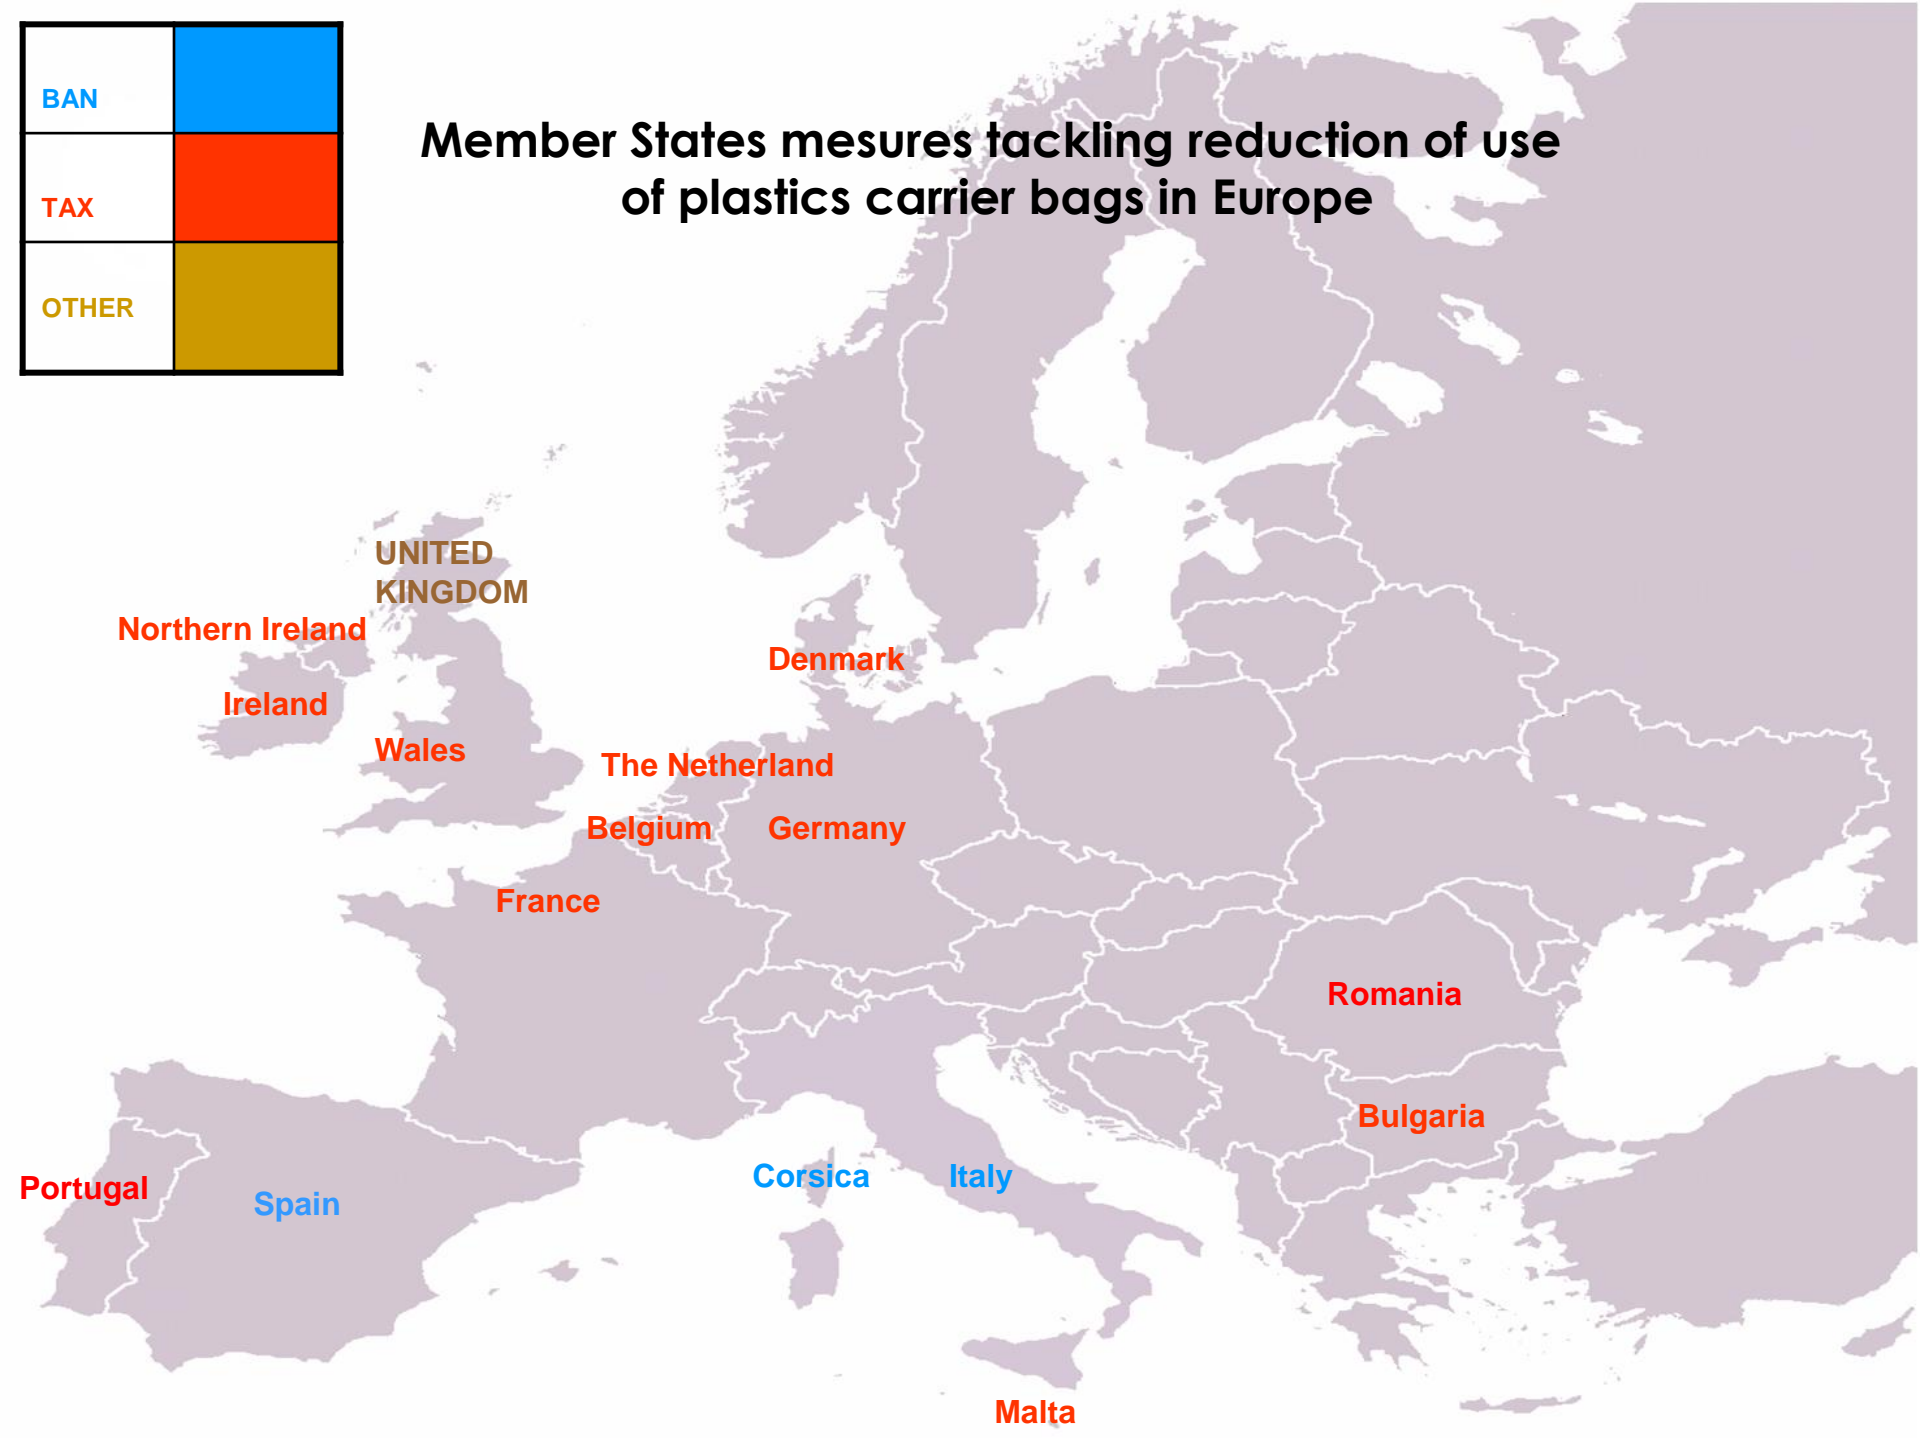 BAN
TAX
OTHER
Member States mesures tackling reduction of use
of plastics carrier bags in Europe
UNITED
KINGDOM
Northern Ireland
Ireland
Wales
Denmark
The Netherland
Belgium
Germany
France
Romania
Bulgaria
Portugal
Spain
Corsica
Italy
Malta